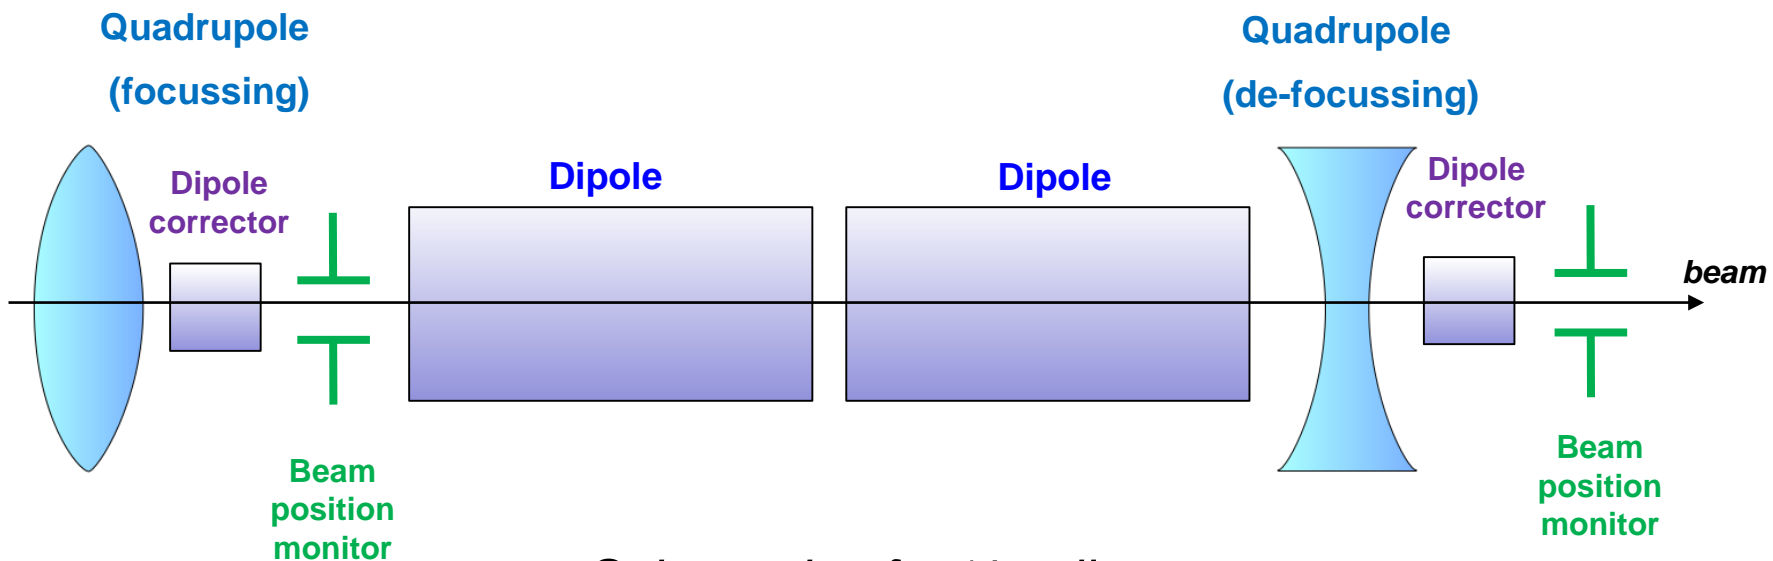 Quadrupole
(focussing)
Quadrupole
(de-focussing)
Dipole
corrector
Dipole
Dipole
Dipole
corrector
beam
Beam
position
monitor
Beam
position
monitor